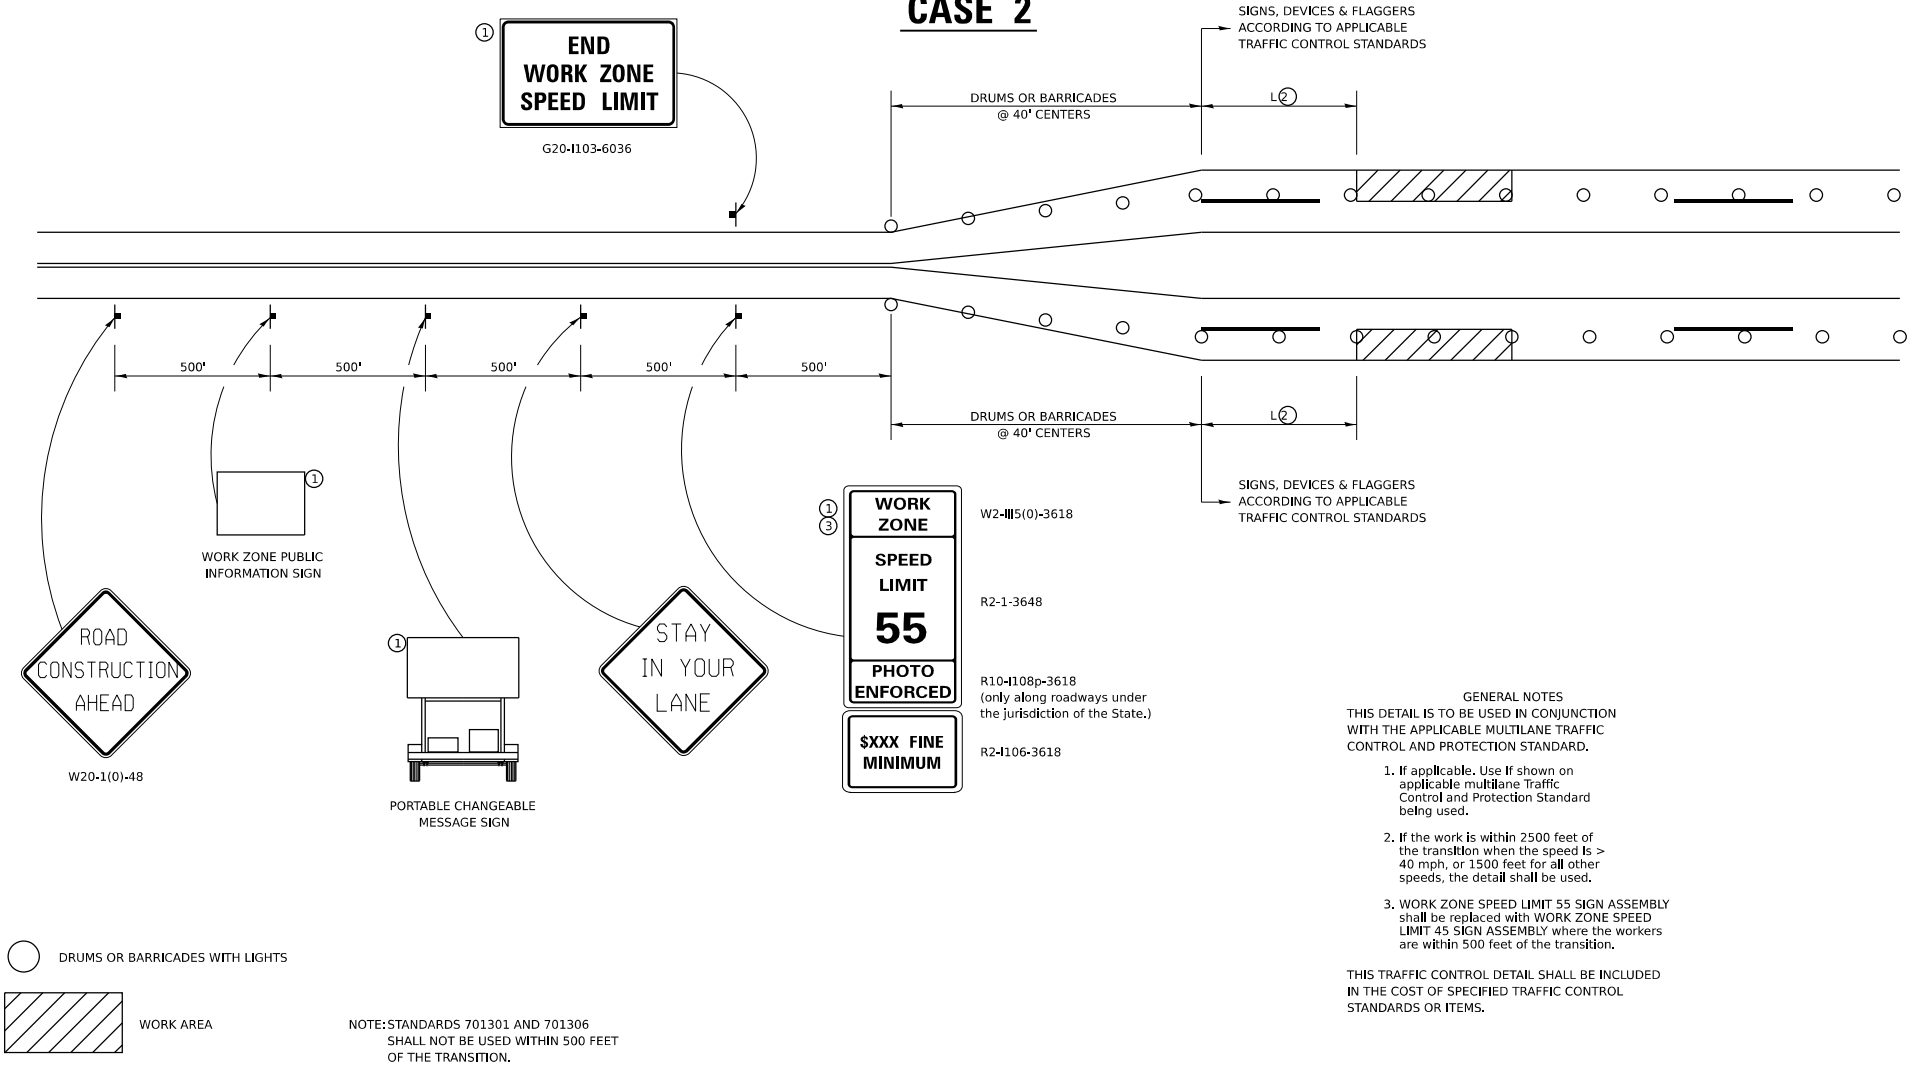 CASE 2
1
END
WORK ZONE
SPEED LIMIT
G20-I103-6036
SIGNS, DEVICES & FLAGGERS
ACCORDING TO APPLICABLE
TRAFFIC CONTROL STANDARDS
DRUMS OR BARRICADES
@ 40' CENTERS
L 2
500'
500'
500'
500'
500'
DRUMS OR BARRICADES
@ 40' CENTERS
L 2
SIGNS, DEVICES & FLAGGERS
ACCORDING TO APPLICABLE
TRAFFIC CONTROL STANDARDS
1
WORK ZONE PUBLIC
INFORMATION SIGN
ROAD
CONSTRUCTION
AHEAD
W20-1(0)-48
1
PORTABLE CHANGEABLE
MESSAGE SIGN
STAY
IN YOUR
LANE
1
3
WORK
ZONE
SPEED
LIMIT
55
PHOTO
ENFORCED
$XXX FINE
MINIMUM
W2-III5(0)-3618
R2-1-3648
R10-I108p-3618
(only along roadways under
the jurisdiction of the State.)
R2-I106-3618
GENERAL NOTES
THIS DETAIL IS TO BE USED IN CONJUNCTION
WITH THE APPLICABLE MULTILANE TRAFFIC
CONTROL AND PROTECTION STANDARD.
1. If applicable. Use if shown on
applicable multilane Traffic
Control and Protection Standard
being used.
2. If the work is within 2500 feet of
the transition when the speed is >
40 mph, or 1500 feet for all other
speeds, the detail shall be used.
3. WORK ZONE SPEED LIMIT 55 SIGN ASSEMBLY
shall be replaced with WORK ZONE SPEED
LIMIT 45 SIGN ASSEMBLY where the workers
are within 500 feet of the transition.
THIS TRAFFIC CONTROL DETAIL SHALL BE INCLUDED
IN THE COST OF SPECIFIED TRAFFIC CONTROL
STANDARDS OR ITEMS.
DRUMS OR BARRICADES WITH LIGHTS
WORK AREA
NOTE: STANDARDS 701301 AND 701306
SHALL NOT BE USED WITHIN 500 FEET
OF THE TRANSITION.